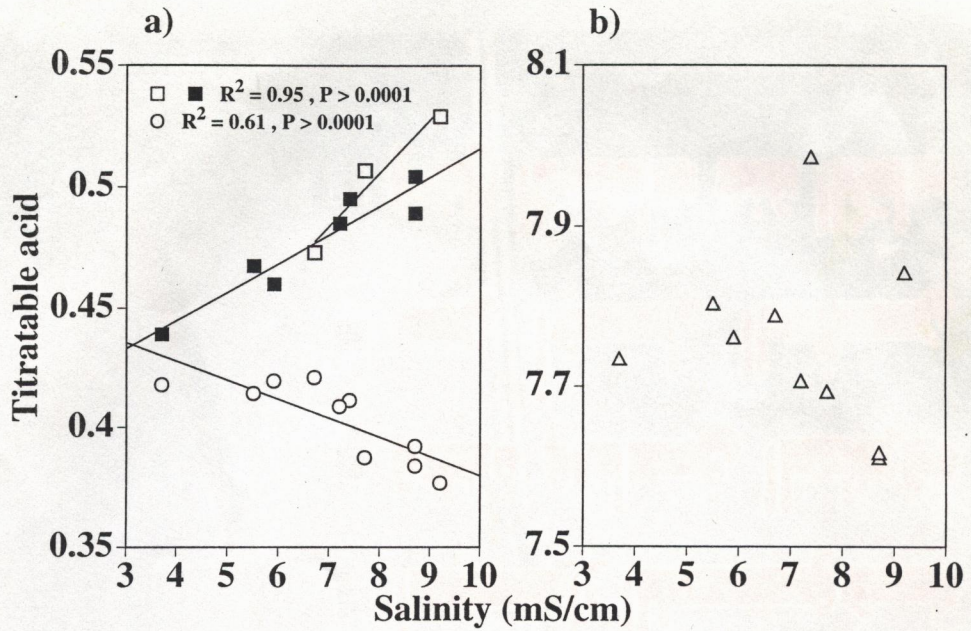 a)
b)
0.55
0.5
0.45
0.4
0.35
Titratable acid
R² = 0.95 , P > 0.0001
R² = 0.61 , P > 0.0001
3 4 5 6 7 8 9 10
8.1
7.9
7.7
7.5
3 4 5 6 7 8 9 10
Salinity (mS/cm)